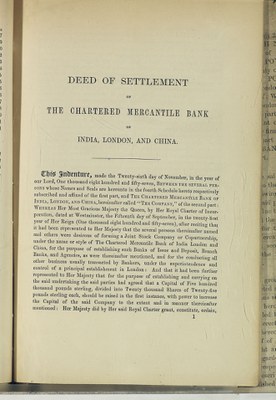 DEED OF SETTLEMENT
OF
THE CHARTERED MERCANTILE BANK
OF
INDIA, LONDON, AND CHINA.
This Indenture, made the Twenty-sixth day of November, in the year of
our Lord, One thousand eight hundred and fifty-seven, BETWEEN THE SEVERAL PER-
SONS whose Names and Seals are hereunto in the fourth Schedule hereto respectively
subscribed and affixed of the first part, and THE CHARTERED MERCANTILE BANK OF
INDIA, LONDON, AND CHINA, hereinafter called "THE COMPANY," of the second part:
WHEREAS Her Most Gracious Majesty the Queen, by Her Royal Charter of Incor-
poration, dated at Westminster, the Fifteenth day of September, in the twenty first
year of Her Reign (One thousand eight hundred and fifty-seven), after reciting that
it had been represented to Her Majesty that the several persons thereinafter named
and others were desirous of forming a Joint Stock Company or Copartnership,
under the name or style of The Chartered Mercantile Bank of India London and
China, for the purpose of establishing such Banks of Issue and Deposit, Branch
Banks, and Agencies, as were thereinafter mentioned, and for the conducting all
other business usually transacted by Bankers, under the superintendence and
control of a principal established in London: And that it had been further
represented to Her Majesty that for the purpose of establishing and carrying on
the said undertaking the said parties had agreed that a Capital of Five hundred
thousand pounds sterling, divided into Twenty thousand Shares of Twenty-five
pounds sterling each, should be raised in the first instance, with power to increase
the Capital of the said Company to the extent and in manner thereinafter
mentioned: Her Majesty did by Her said Royal Charter grant, constitute, ordain,
1